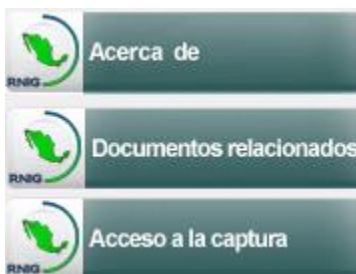 RNIG
Acerca de
RNIG
Documentos relacionados
RNIG
Acceso a la captura